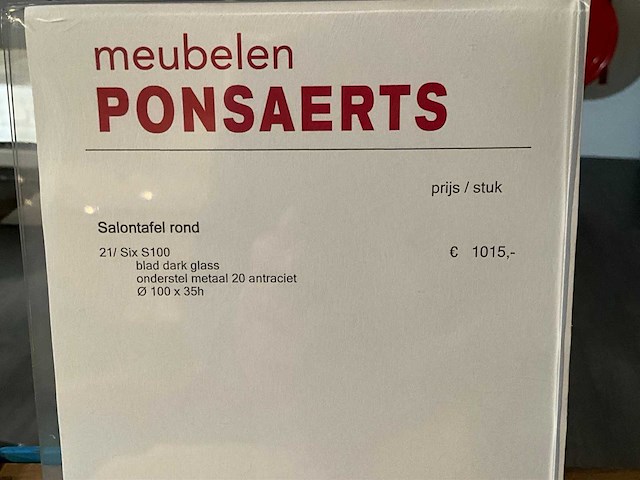 meubelen
PONSAERTS
prijs / stuk
Salontafel rond
21/ Six S100 € 1015,-
blad dark glass
onderstel metaal 20 antraciet
Ø 100 x 35h